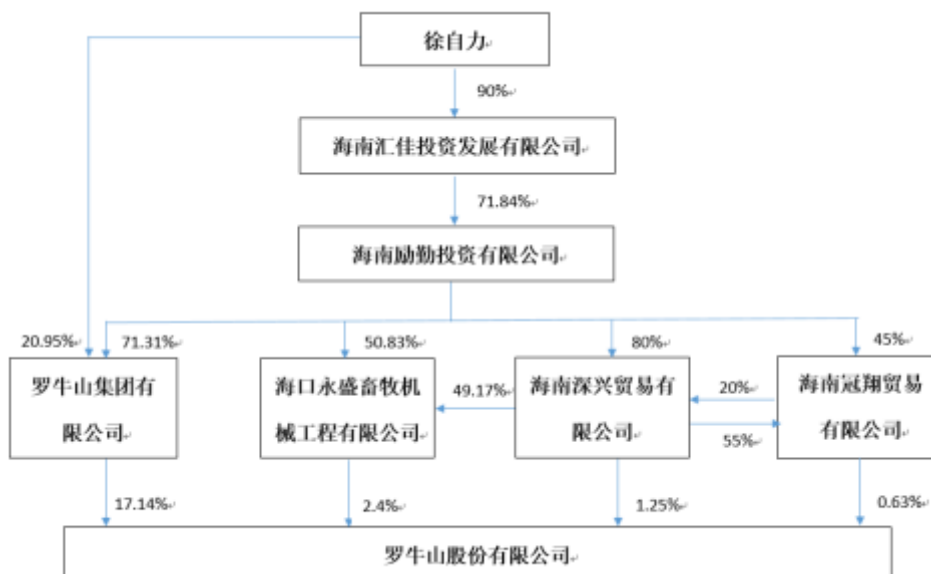 徐自力
90%
海南汇佳投资发展有限公司
71.84%
海南励勤投资有限公司
20.95%
71.31%
50.83%
80%
45%
罗牛山集团有
限公司
海口永盛畜牧机
械工程有限公司
49.17%
海南深兴贸易有
限公司
20%
55%
海南冠翔贸易
有限公司
17.14%
2.4%
1.25%
0.63%
罗牛山股份有限公司